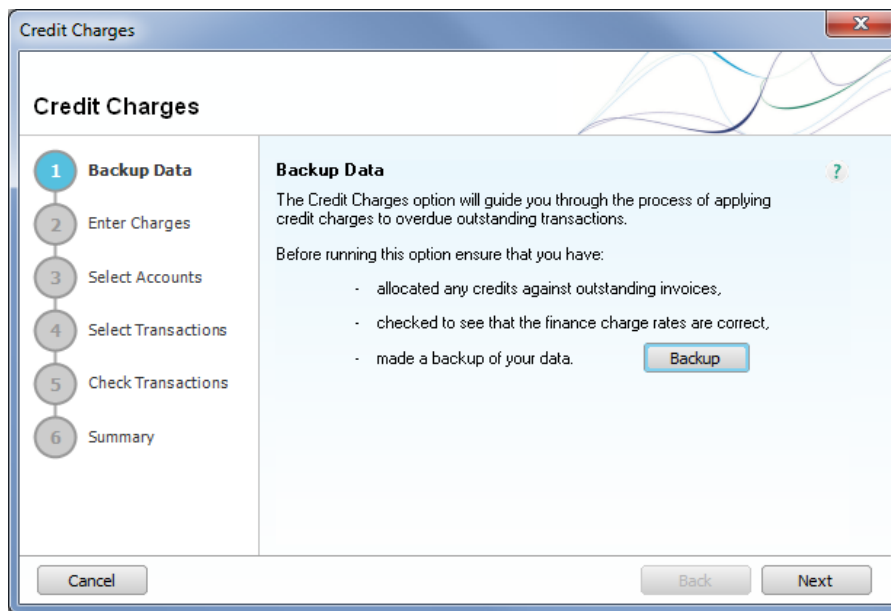 Credit Charges
x
Credit Charges
1 Backup Data
2 Enter Charges
3 Select Accounts
4 Select Transactions
5 Check Transactions
6 Summary
Backup Data
?
The Credit Charges option will guide you through the process of applying
credit charges to overdue outstanding transactions.
Before running this option ensure that you have:
- allocated any credits against outstanding invoices,
- checked to see that the finance charge rates are correct,
- made a backup of your data. Backup
Cancel Back Next